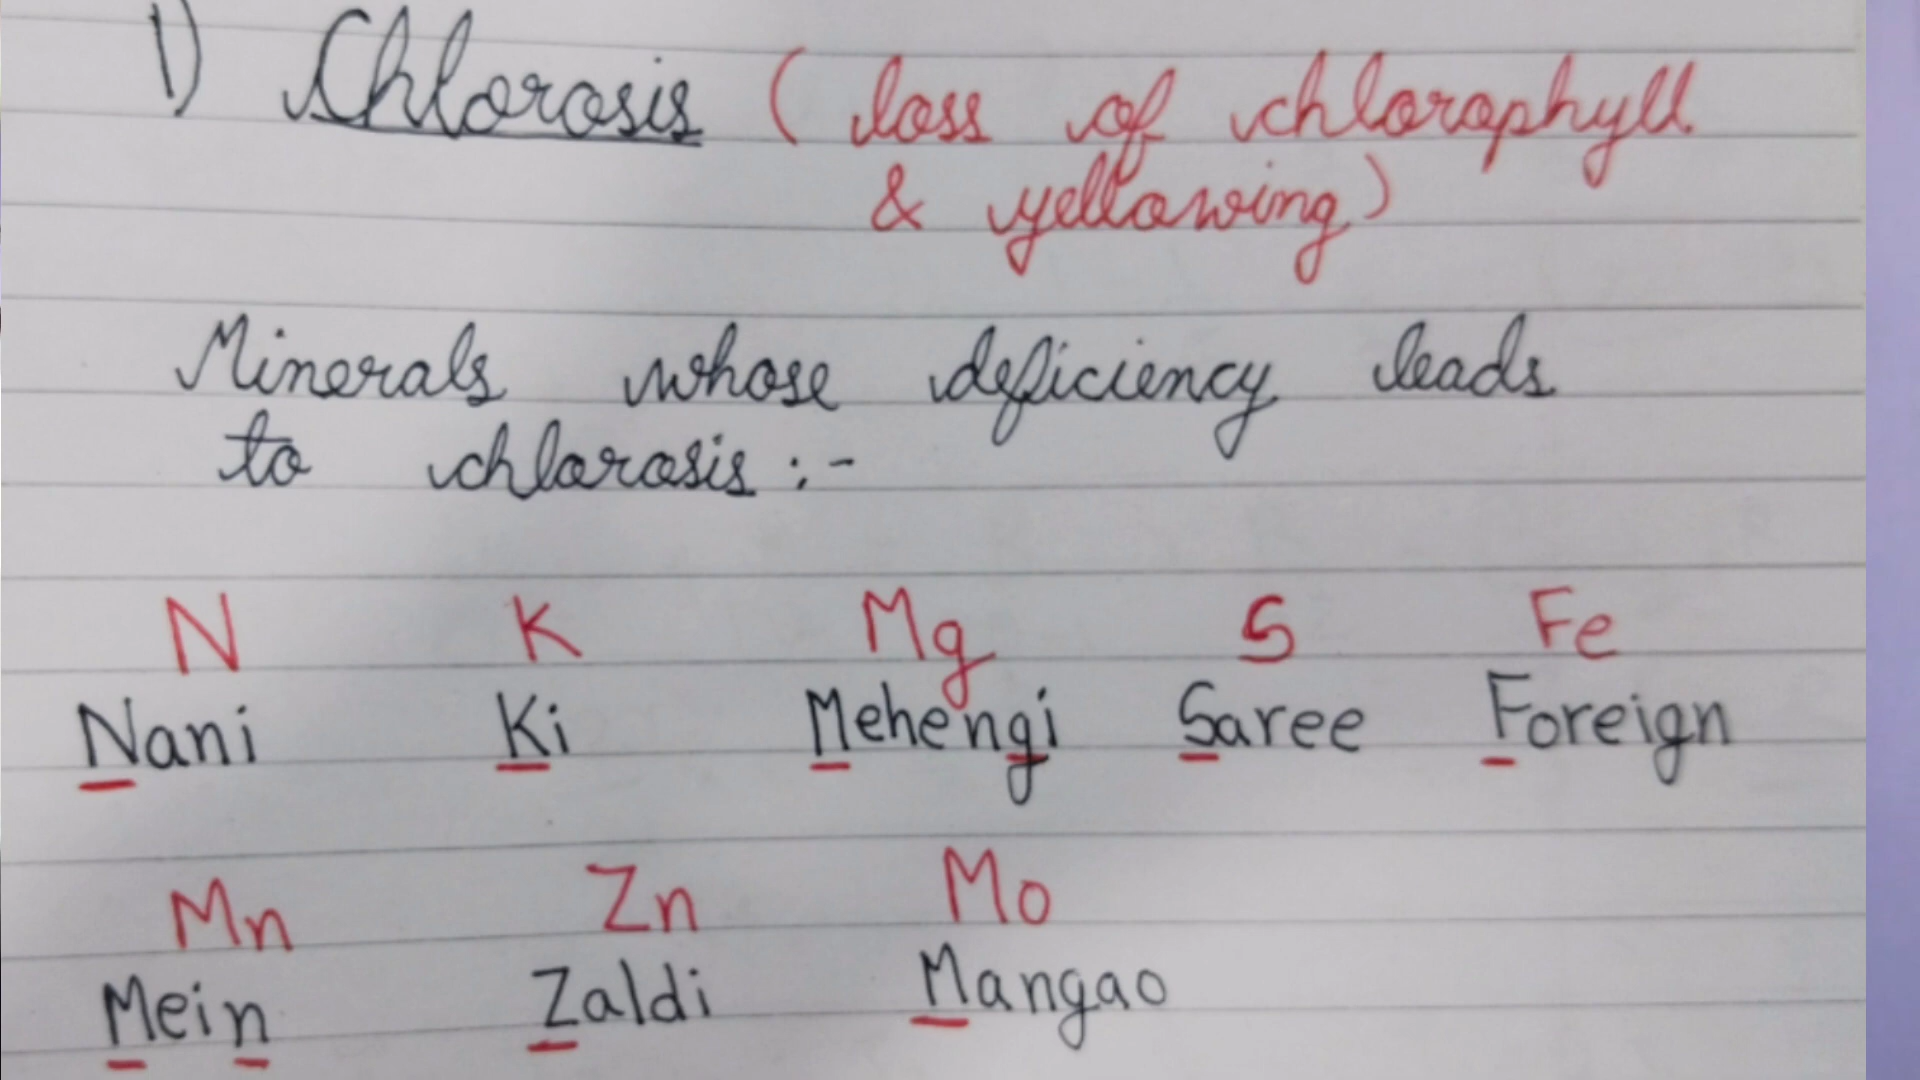 1) Chlorosis (loss of chlorophyll
& yellowing)
Minerals whose deficiency leads
to chlorosis :-
N K Mg S Fe
Nani Ki Mehengi Saree Foreign
Mn Zn Mo
Mein Zaldi Mangao